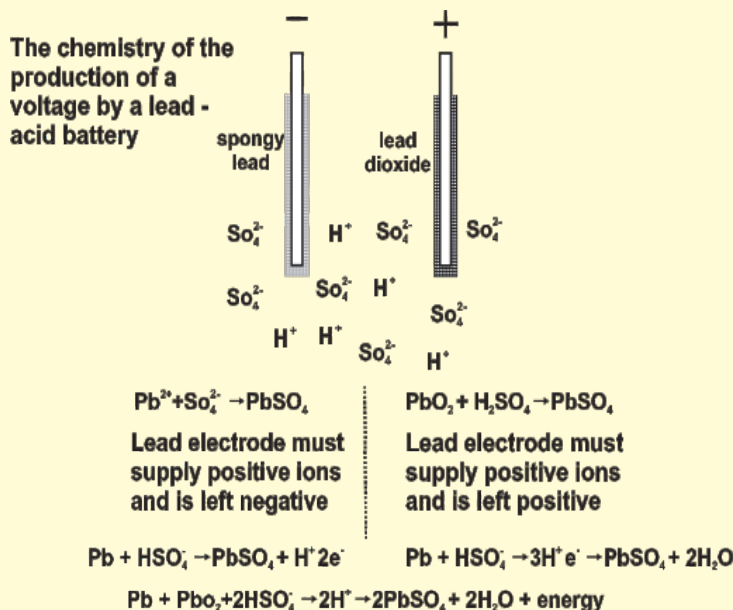 − +
The chemistry of the
production of a
voltage by a lead -
acid battery
spongy
lead
lead
dioxide
So₄²⁻ H⁺ So₄²⁻ So₄²⁻
So₄²⁻ So₄²⁻ H⁺
So₄²⁻
H⁺ H⁺ So₄²⁻ H⁺
Pb²⁺+So₄²⁻→PbSO₄
Lead electrode must
supply positive ions
and is left negative
PbO₂ + H₂SO₄→PbSO₄
Lead electrode must
supply positive ions
and is left positive
Pb + HSO₄⁻→PbSO₄ + H⁺2e⁻
Pb + HSO₄⁻→3H⁺e⁻→PbSO₄ + 2H₂O
Pb + Pbo₂+2HSO₄⁻→2H⁺→2PbSO₄ + 2H₂O + energy